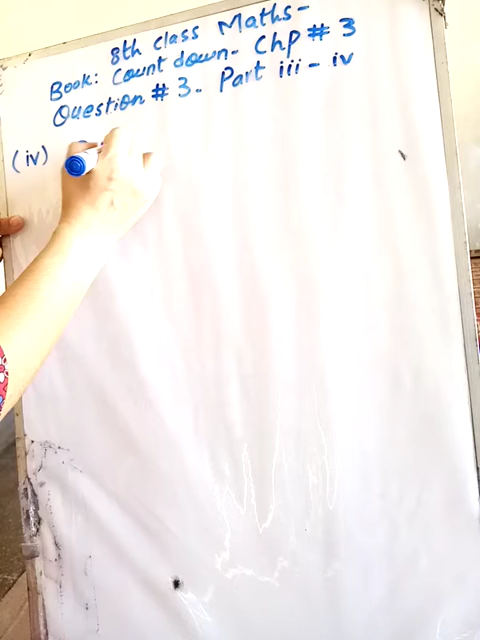 8th class Maths-
Book: Count down- Chp # 3
Question # 3. Part iii - iv
(iv)